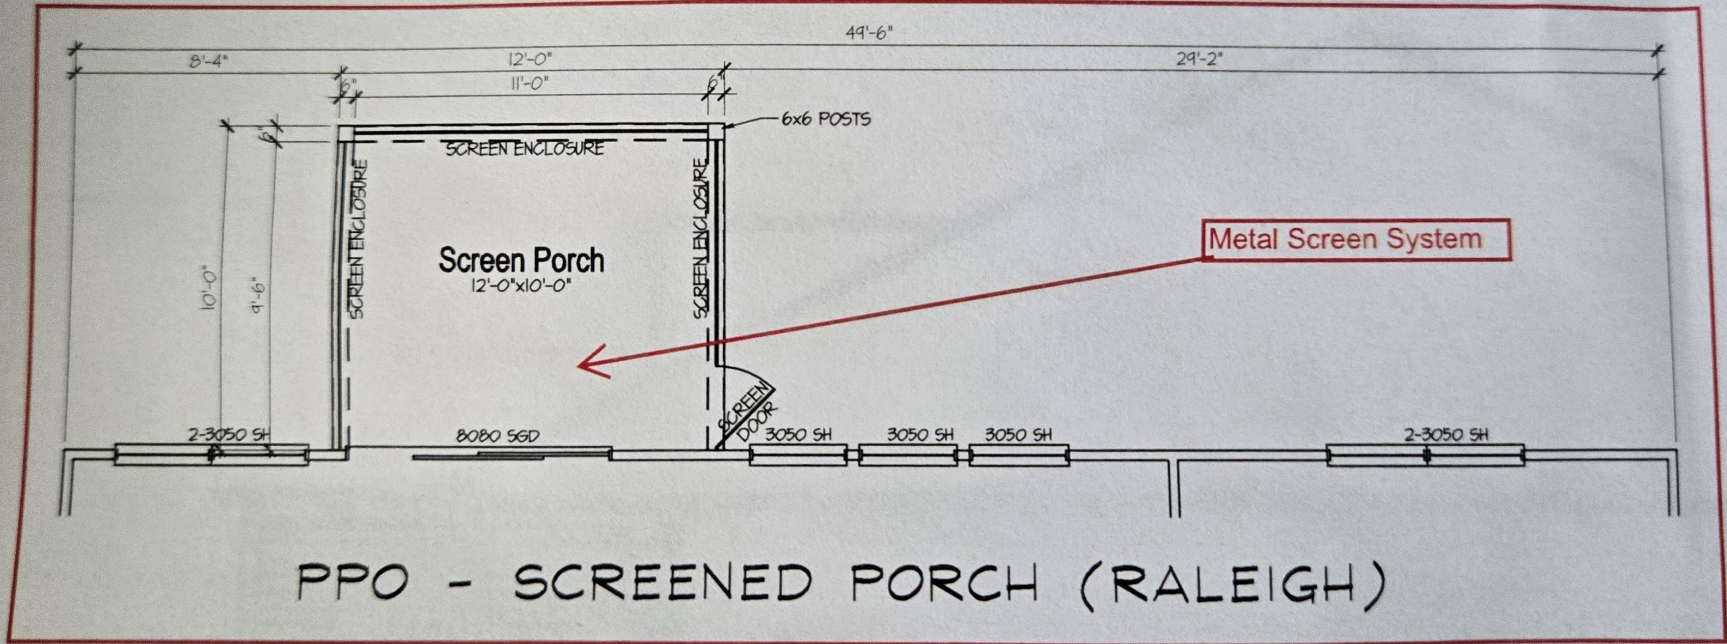 49'-6"
8'-4"
12'-0"
29'-2"
6"
11'-0"
6"
6x6 POSTS
6"
SCREEN ENCLOSURE
SCREEN ENCLOSURE
SCREEN ENCLOSURE
Metal Screen System
Screen Porch
12'-0"x10'-0"
10'-0"
9'-6"
SCREEN
DOOR
2-3050 SH
8080 SGD
3050 SH
3050 SH
3050 SH
2-3050 SH
PPO - SCREENED PORCH (RALEIGH)